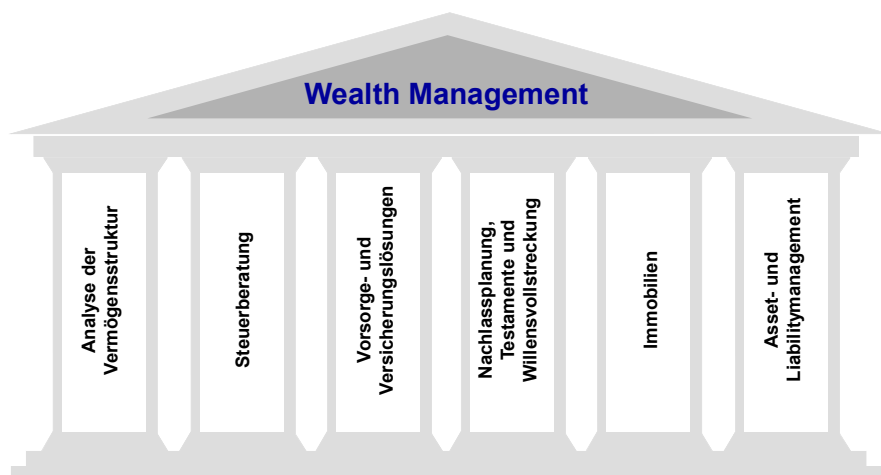 Wealth Management
Analyse der
Vermögensstruktur
Steuerberatung
Vorsorge- und
Versicherungslösungen
Nachlassplanung,
Testamente und
Willensvollstreckung
Immobilien
Asset- und
Liabilitymanagement